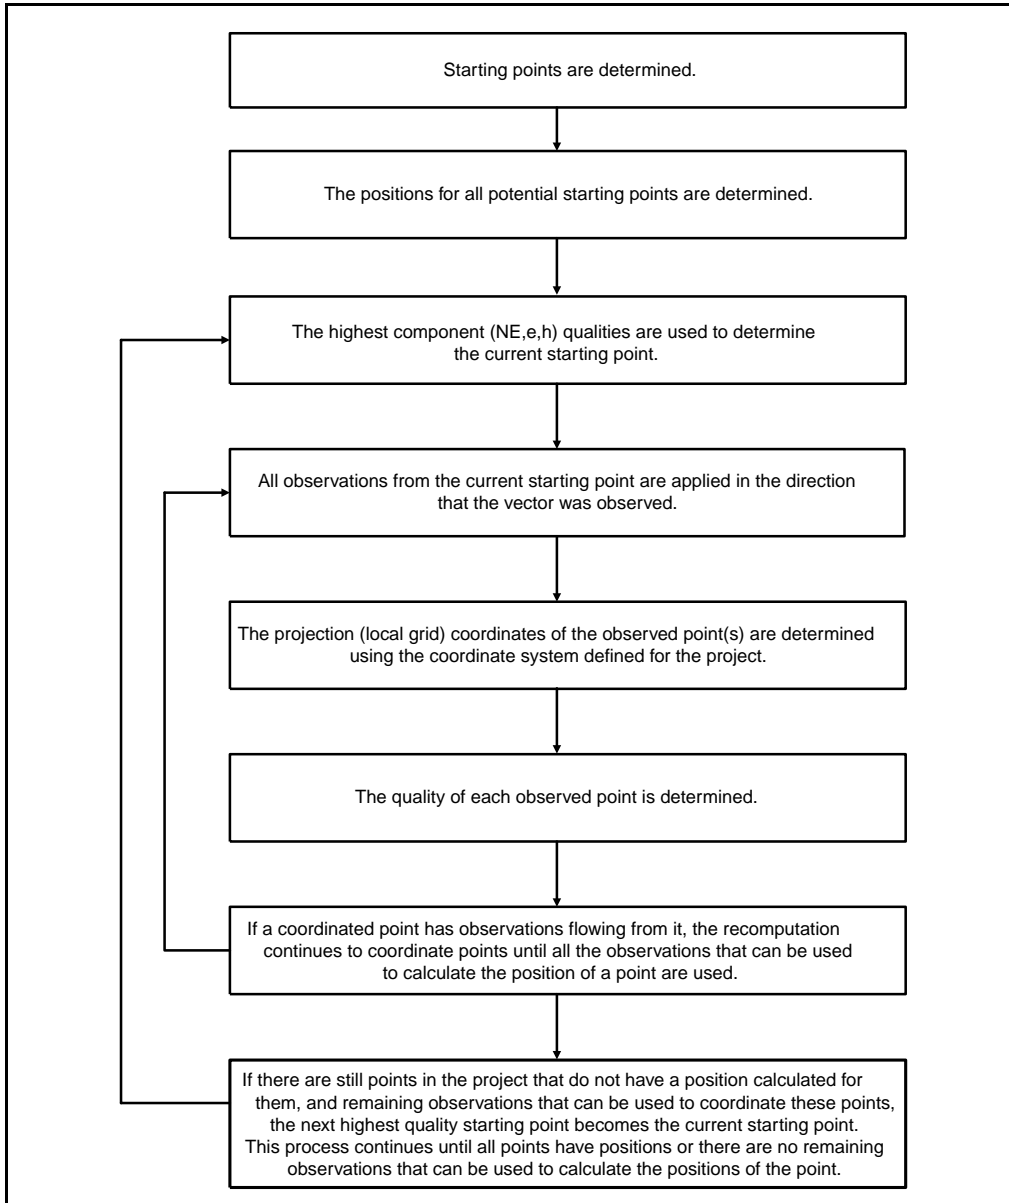 Starting points are determined.
The positions for all potential starting points are determined.
The highest component (NE,e,h) qualities are used to determine
the current starting point.
All observations from the current starting point are applied in the direction
that the vector was observed.
The projection (local grid) coordinates of the observed point(s) are determined
using the coordinate system defined for the project.
The quality of each observed point is determined.
If a coordinated point has observations flowing from it, the recomputation
continues to coordinate points until all the observations that can be used
to calculate the position of a point are used.
If there are still points in the project that do not have a position calculated for
them, and remaining observations that can be used to coordinate these points,
the next highest quality starting point becomes the current starting point.
This process continues until all points have positions or there are no remaining
observations that can be used to calculate the positions of the point.